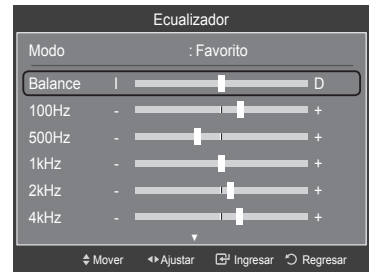 Ecualizador
Modo : Favorito
Balance I D
100Hz - +
500Hz - +
1kHz - +
2kHz - +
4kHz - +
Mover Ajustar Ingresar Regresar